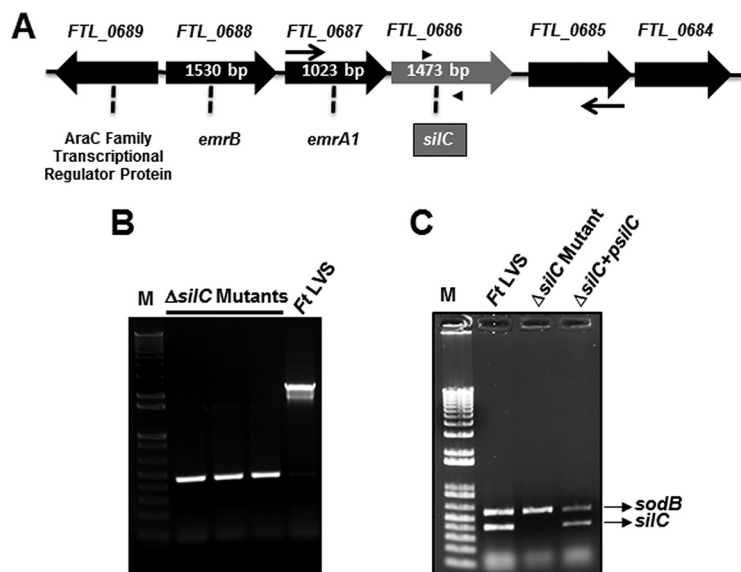 A
FTL_0689 FTL_0688 FTL_0687 FTL_0686 FTL_0685 FTL_0684
1530 bp 1023 bp 1473 bp
AraC Family
Transcriptional
Regulator Protein
emrB emrA1 silC
B
M ΔsilC Mutants Ft LVS
C
M Ft LVS ΔsilC Mutant ΔsilC+psilC
sodB
silC